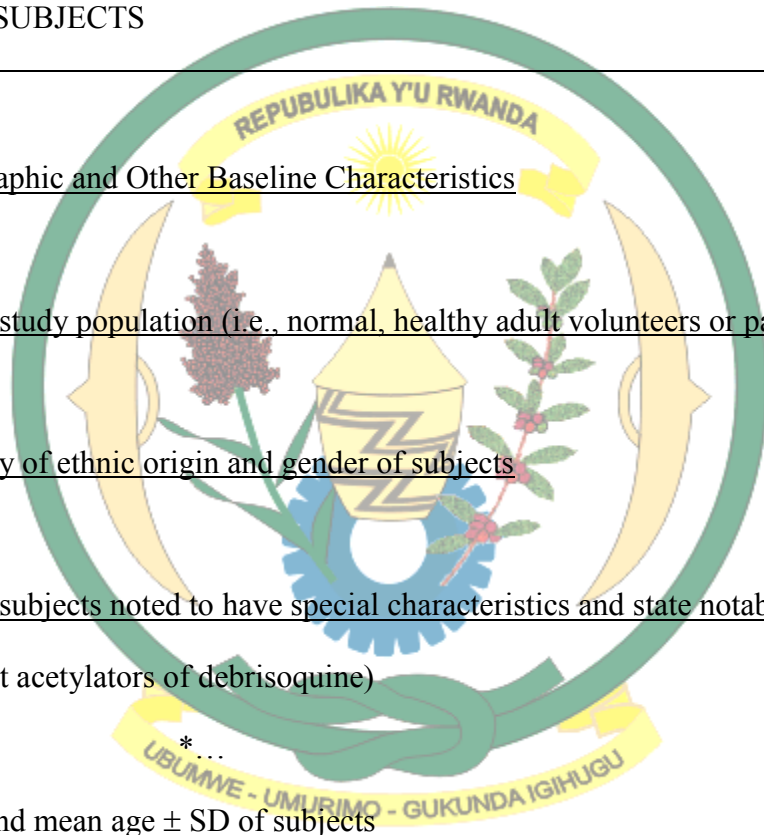 SUBJECTS
REPUBULIKA Y'U RWANDA
aphic and Other Baseline Characteristics
study population (i.e., normal, healthy adult volunteers or pa
y of ethnic origin and gender of subjects
subjects noted to have special characteristics and state notab
t acetylators of debrisoquine)
*…
UBUMWE - UMURIMO - GUKUNDA IGIHUGU
nd mean age ± SD of subjects